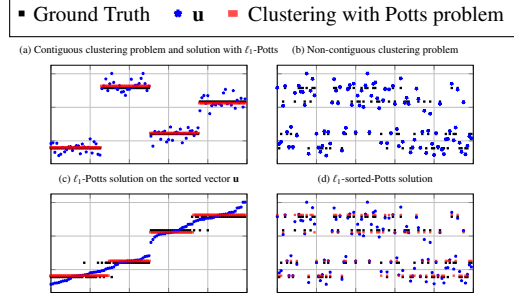 Ground Truth u Clustering with Potts problem
(a) Contiguous clustering problem and solution with ℓ₁-Potts (b) Non-contiguous clustering problem
(c) ℓ₁-Potts solution on the sorted vector u (d) ℓ₁-sorted-Potts solution